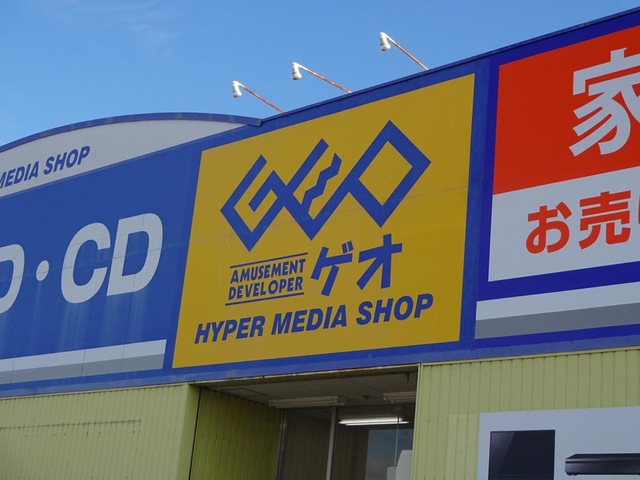 MEDIA SHOP
D・CD
GEO
AMUSEMENT
DEVELOPER
ゲオ
HYPER MEDIA SHOP
家
お売